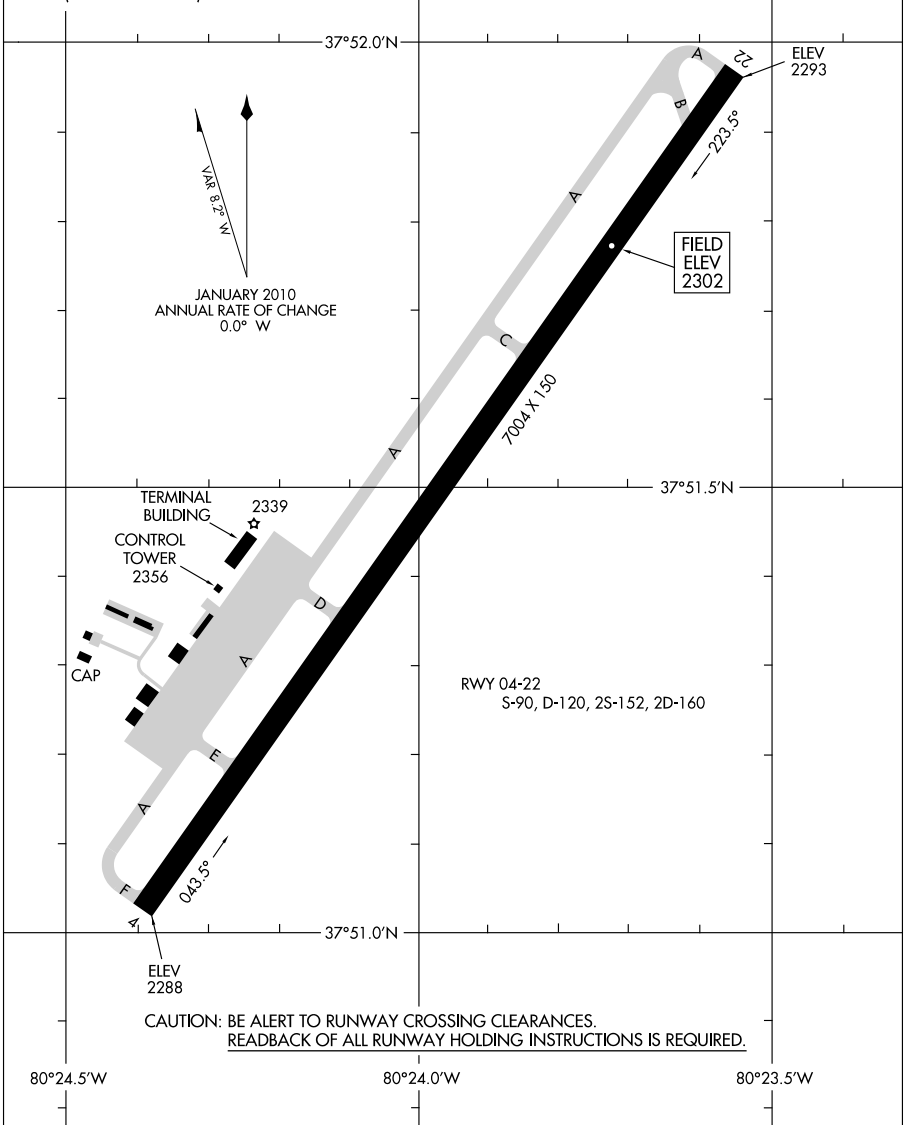 37°52.0'N
A
22
ELEV
2293
B
223.5°
VAR 8.2° W
A
FIELD
ELEV
2302
JANUARY 2010
ANNUAL RATE OF CHANGE
0.0° W
C
7004 X 150
A
37°51.5'N
TERMINAL
BUILDING
2339
CONTROL
TOWER
2356
D
A
CAP
RWY 04-22
S-90, D-120, 2S-152, 2D-160
E
A
043.5°
F
4
37°51.0'N
ELEV
2288
CAUTION: BE ALERT TO RUNWAY CROSSING CLEARANCES.
READBACK OF ALL RUNWAY HOLDING INSTRUCTIONS IS REQUIRED.
80°24.5'W
80°24.0'W
80°23.5'W